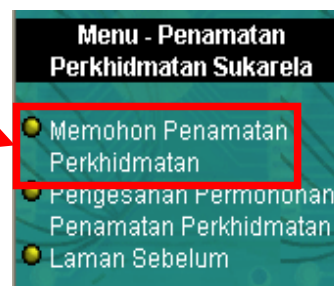 Menu - Penamatan
Perkhidmatan Sukarela
Memohon Penamatan
Perkhidmatan
Pengesahan Permohonan
Penamatan Perkhidmatan
Laman Sebelum